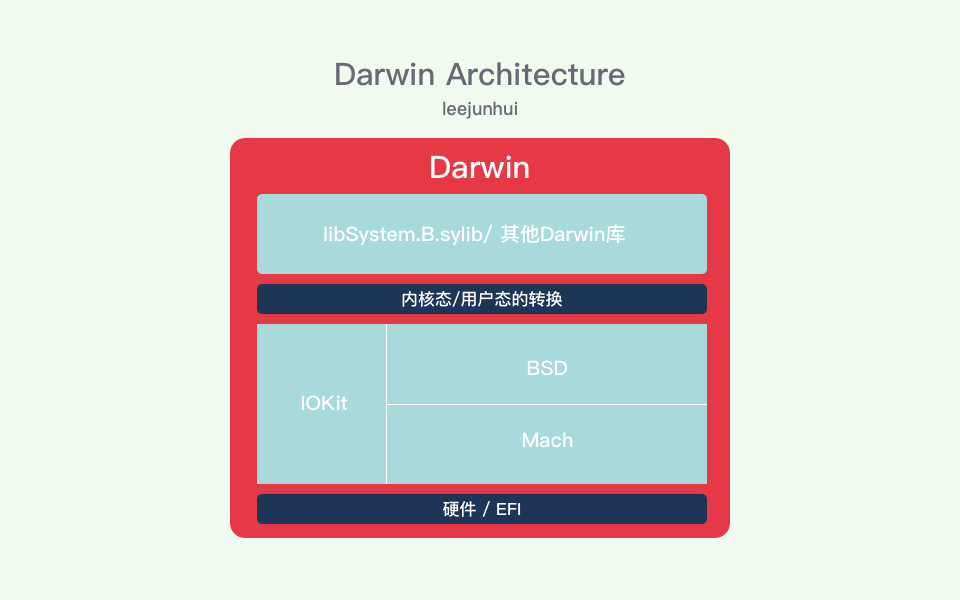 Darwin Architecture
leejunhui
Darwin
libSystem.B.sylib/ 其他Darwin库
内核态/用户态的转换
BSD
IOKit
Mach
硬件 / EFI